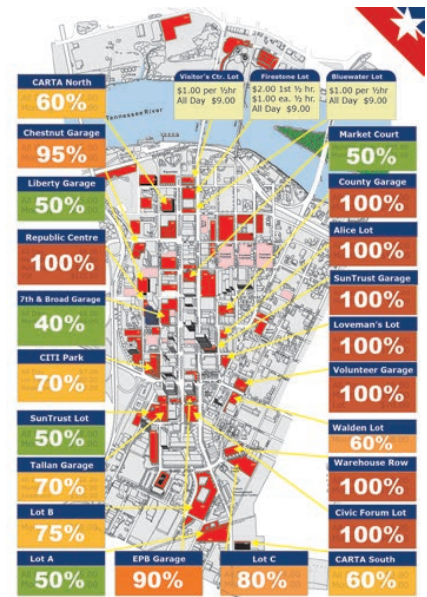 Visitor's Ctr. Lot
$1.00 per ½hr
All Day $9.00
Firestone Lot
$2.00 1st ½ hr.
$1.00 ea. ½ hr.
All Day $9.00
Bluewater Lot
$1.00 per ½hr
All Day $9.00
CARTA North
60%
Tennessee River
Chestnut Garage
95%
Liberty Garage
50%
Republic Centre
100%
7th & Broad Garage
40%
CITI Park
70%
SunTrust Lot
50%
Tallan Garage
70%
Lot B
75%
Lot A
50%
EPB Garage
90%
Lot C
80%
Market Court
50%
County Garage
100%
Alice Lot
100%
SunTrust Garage
100%
Loveman's Lot
100%
Volunteer Garage
100%
Walden Lot
60%
Warehouse Row
100%
Civic Forum Lot
100%
CARTA South
60%